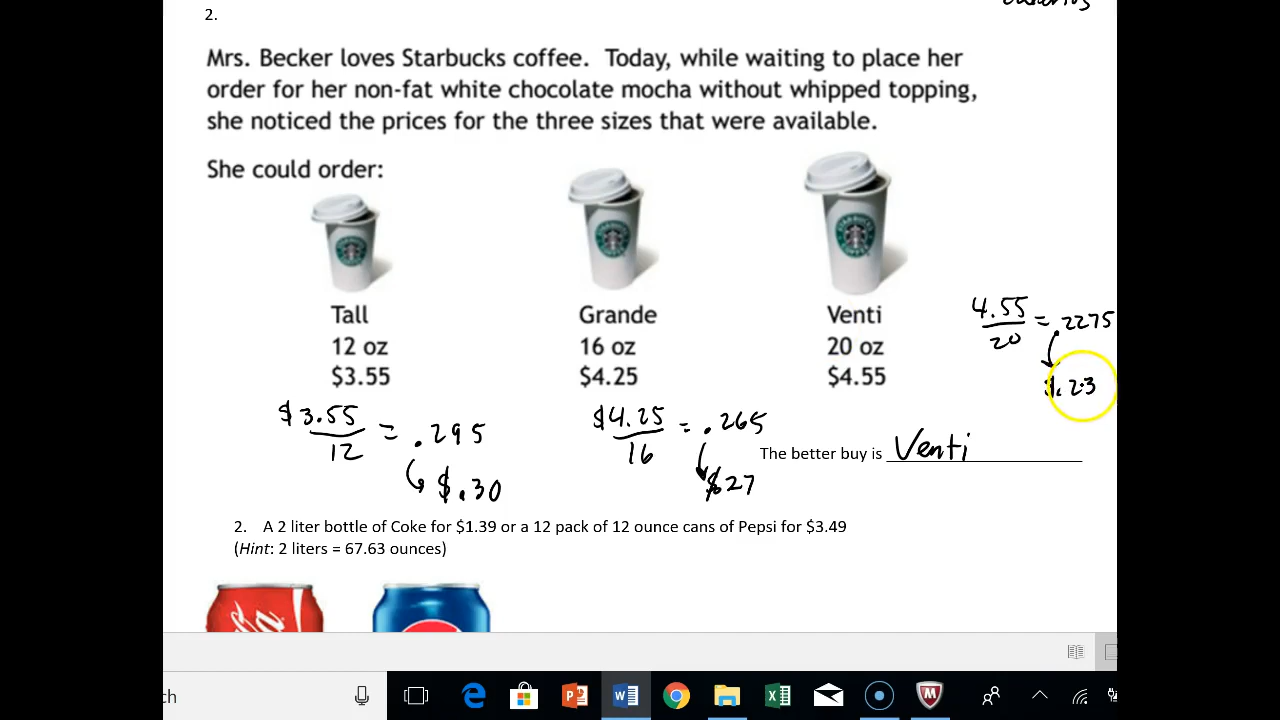 2.
Mrs. Becker loves Starbucks coffee. Today, while waiting to place her
order for her non-fat white chocolate mocha without whipped topping,
she noticed the prices for the three sizes that were available.
She could order:
Tall
12 oz
$3.55
Grande
16 oz
$4.25
Venti
20 oz
$4.55
4.55
20
= .2275
$.23
$3.55
12
= .295
$.30
$4.25
16
= .265
$.27
The better buy is Venti
2. A 2 liter bottle of Coke for $1.39 or a 12 pack of 12 ounce cans of Pepsi for $3.49
(Hint: 2 liters = 67.63 ounces)
ch